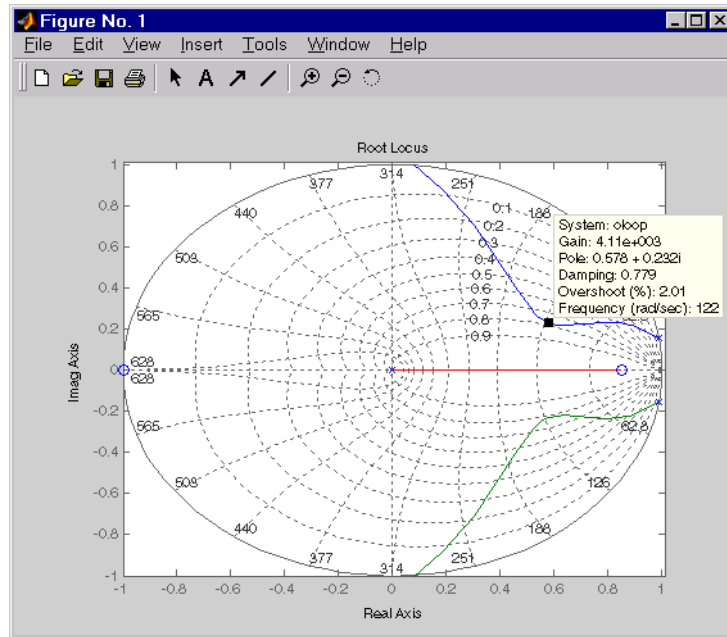 Figure No. 1
File Edit View Insert Tools Window Help
A
Root Locus
1
0.8
0.6
0.4
0.2
0
-0.2
-0.4
-0.6
-0.8
-1
Imag Axis
314
377
251
440
188
503
565
628
628
565
503
440
377
314
251
188
126
62.8
0.1
0.2
0.3
0.4
0.5
0.6
0.7
0.8
0.9
System: oloop
Gain: 4.11e+003
Pole: 0.578 + 0.232i
Damping: 0.779
Overshoot (%): 2.01
Frequency (rad/sec): 122
-1 -0.8 -0.6 -0.4 -0.2 0 0.2 0.4 0.6 0.8 1
Real Axis